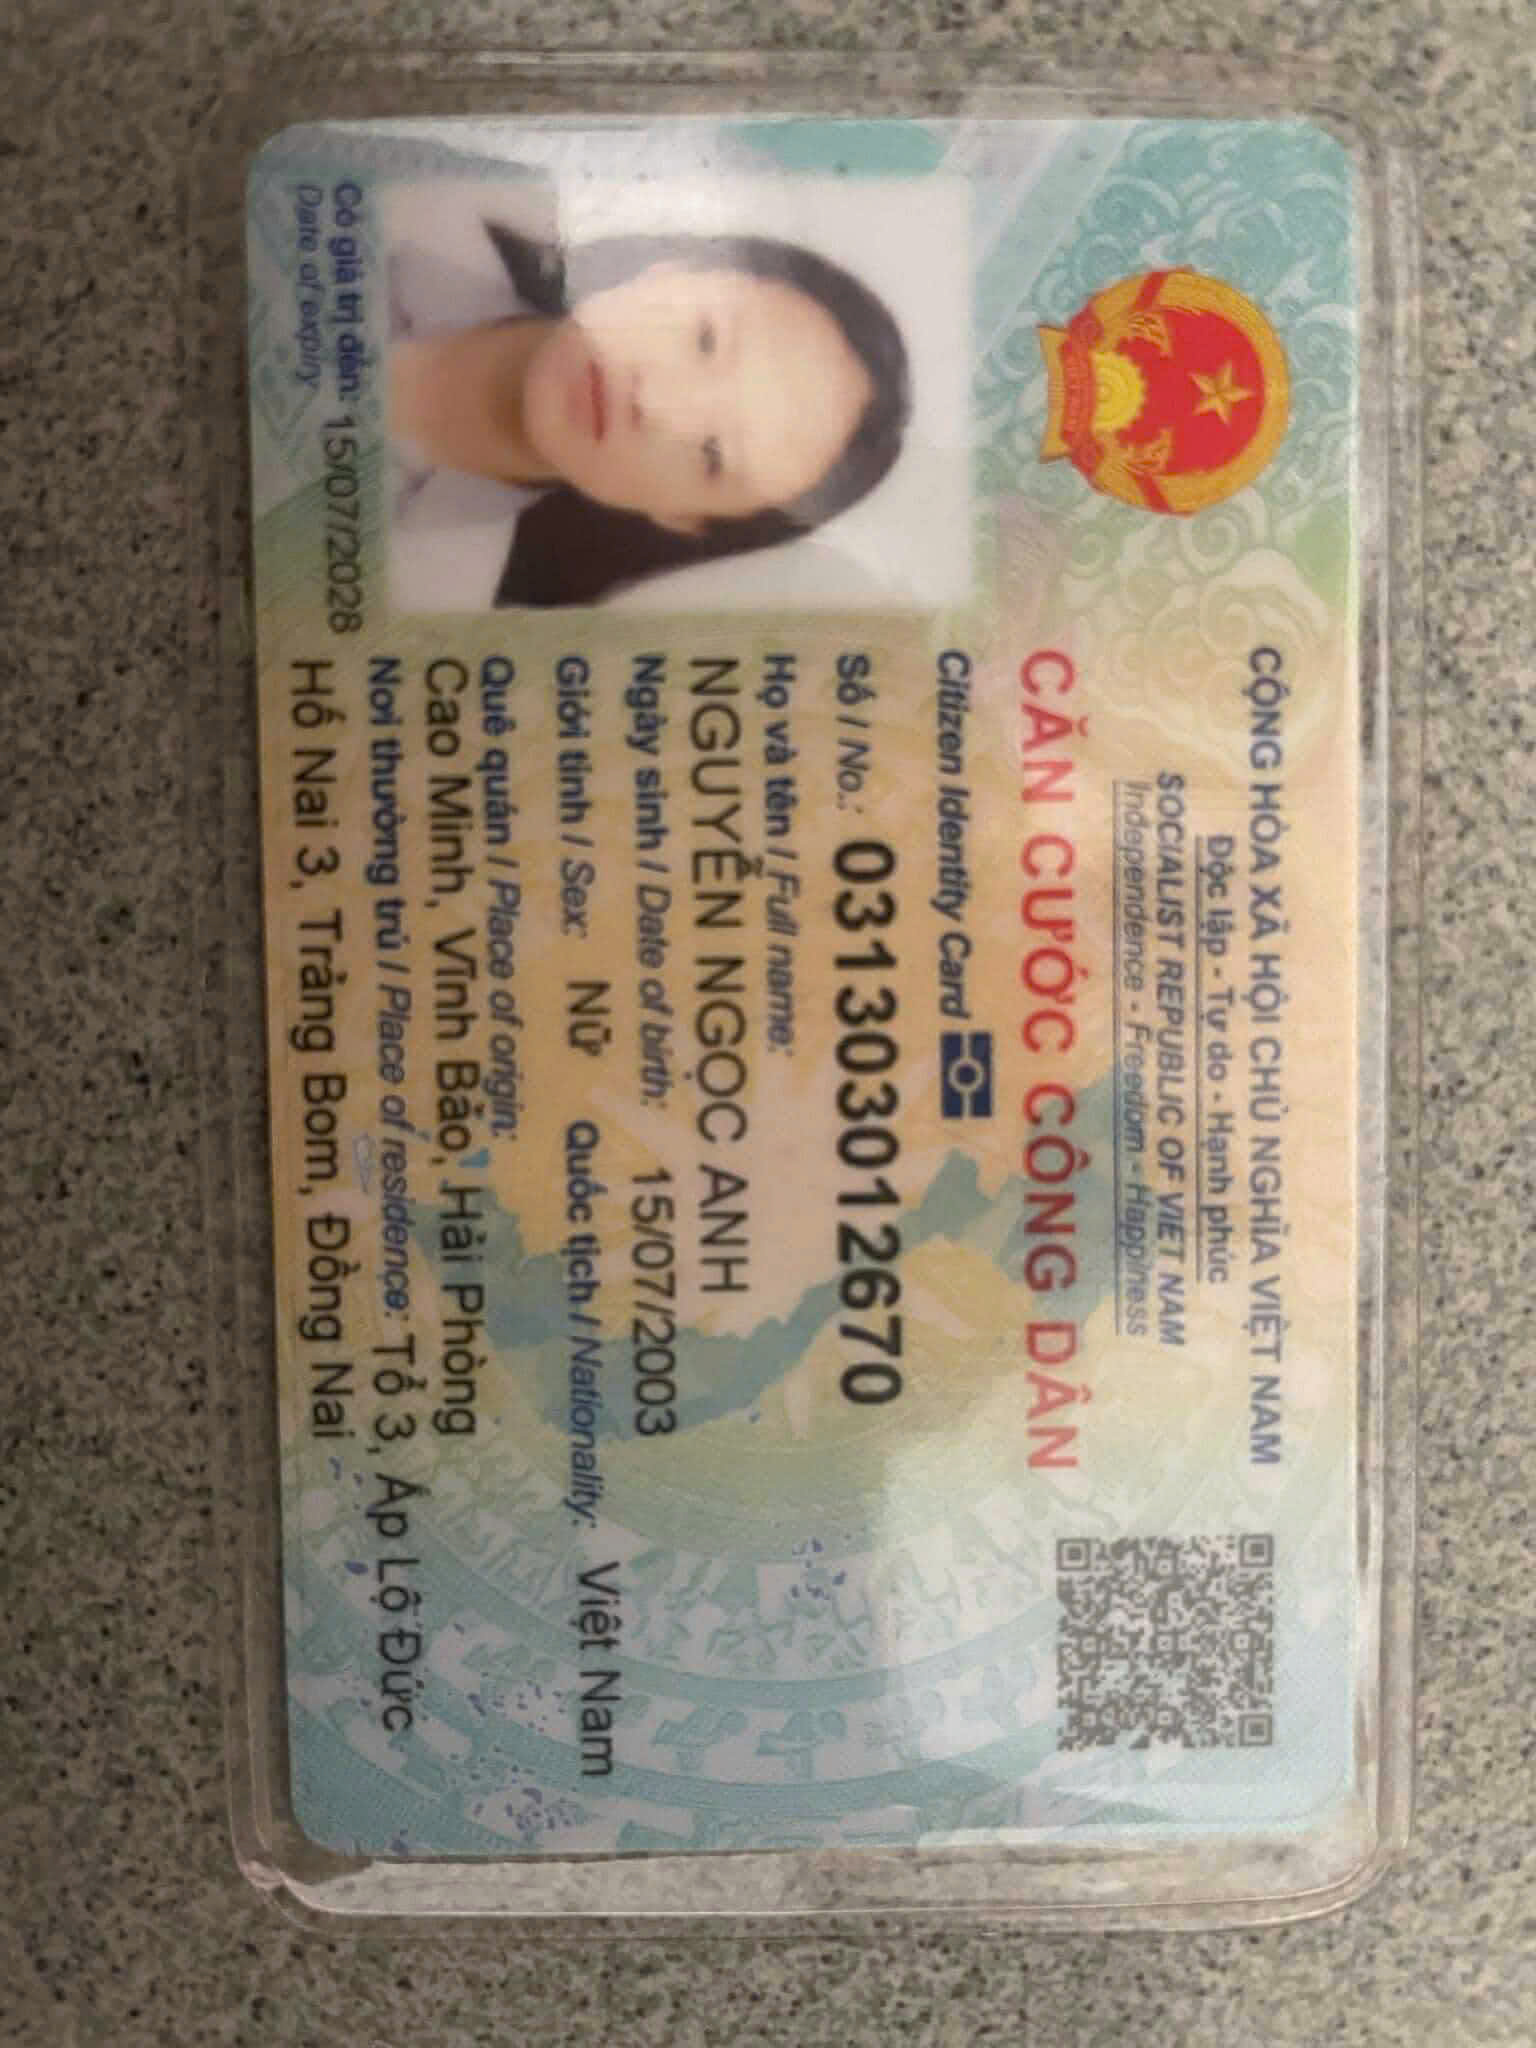 CỘNG HÒA XÃ HỘI CHỦ NGHĨA VIỆT NAM
Độc lập - Tự do - Hạnh phúc
SOCIALIST REPUBLIC OF VIET NAM
Independence - Freedom - Happiness
CĂN CƯỚC CÔNG DÂN
Citizen Identity Card
Số / No.: 031303012670
Họ và tên / Full name:
NGUYỄN NGỌC ANH
Ngày sinh / Date of birth: 15/07/2003
Giới tính / Sex: Nữ Quốc tịch / Nationality: Việt Nam
Quê quán / Place of origin:
Cao Minh, Vĩnh Bảo, Hải Phòng
Nơi thường trú / Place of residence: Tổ 3, Ấp Lộ Đức
Hố Nai 3, Trảng Bom, Đồng Nai
Có giá trị đến: 15/07/2028
Date of expiry